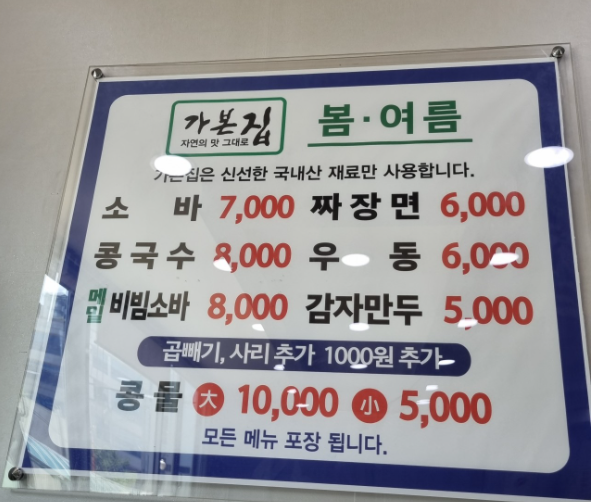 가본집 봄·여름
자연의 맛 그대로
가본집은 신선한 국내산 재료만 사용합니다.
소바 7,000 짜장면 6,000
콩국수 8,000 우동 6,000
메밀비빔소바 8,000 감자만두 5,000
곱빼기, 사리 추가 1000원 추가
콩물 大 10,000 小 5,000
모든 메뉴 포장 됩니다.